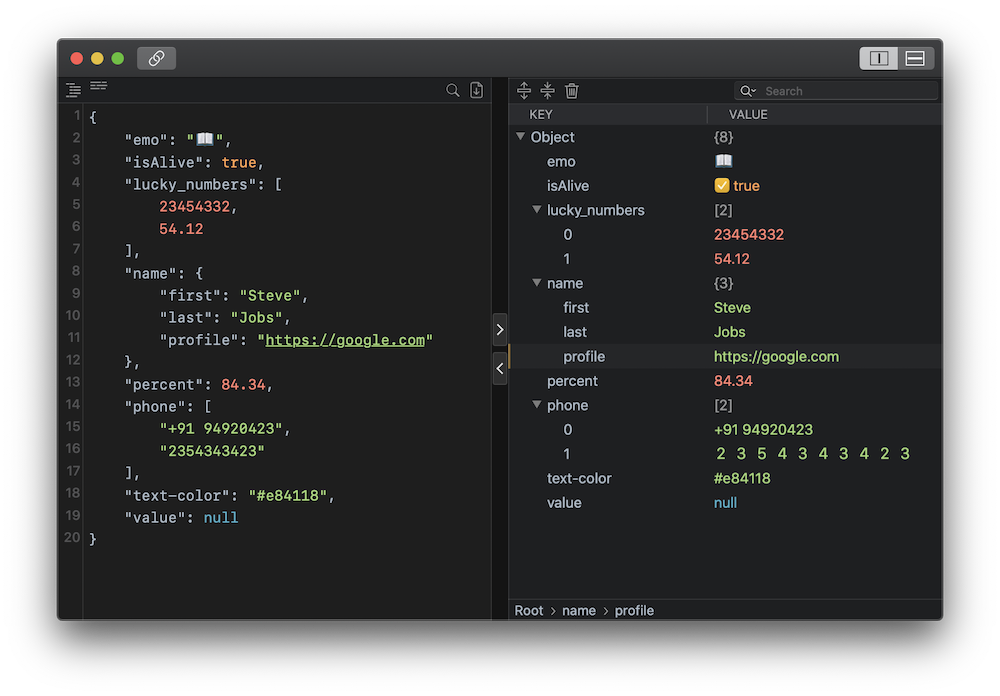 1 {
2 "emo": "📖",
3 "isAlive": true,
4 "lucky_numbers": [
5 23454332,
6 54.12
7 ],
8 "name": {
9 "first": "Steve",
10 "last": "Jobs",
11 "profile": "https://google.com"
12 },
13 "percent": 84.34,
14 "phone": [
15 "+91 94920423",
16 "2354343423"
17 ],
18 "text-color": "#e84118",
19 "value": null
20 }
Search
KEY VALUE
Object {8}
emo 📖
isAlive ☑ true
lucky_numbers [2]
0 23454332
1 54.12
name {3}
first Steve
last Jobs
profile https://google.com
percent 84.34
phone [2]
0 +91 94920423
1 2 3 5 4 3 4 3 4 2 3
text-color #e84118
value null
Root > name > profile